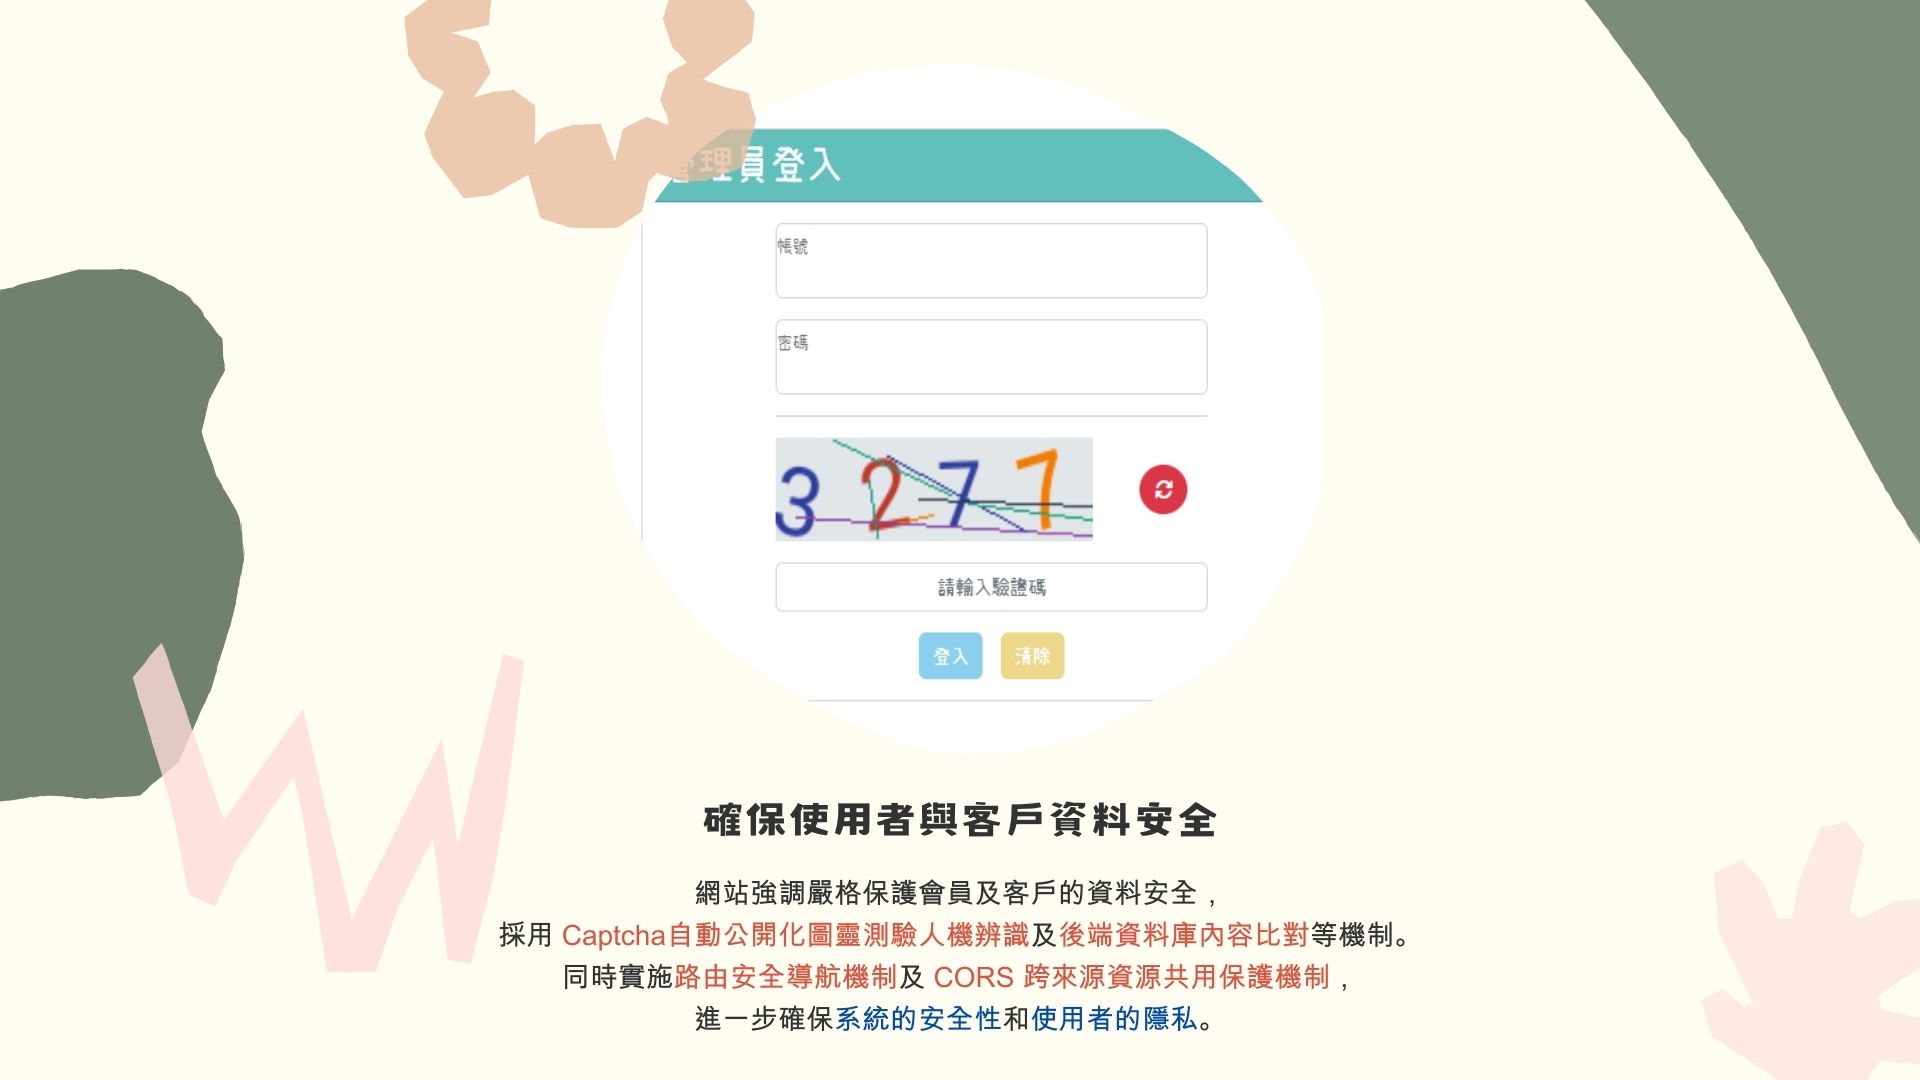 管理員登入
帳號
密碼
3 2 7 7
請輸入驗證碼
登入 清除
確保使用者與客戶資料安全
網站強調嚴格保護會員及客戶的資料安全，
採用 Captcha自動公開化圖靈測驗人機辨識及後端資料庫內容比對等機制。
同時實施路由安全導航機制及 CORS 跨來源資源共用保護機制，
進一步確保系統的安全性和使用者的隱私。